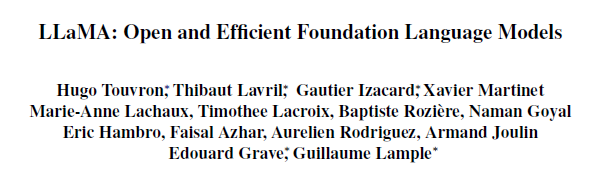 LLaMA: Open and Efficient Foundation Language Models
Hugo Touvron*, Thibaut Lavril*, Gautier Izacard*, Xavier Martinet
Marie-Anne Lachaux, Timothee Lacroix, Baptiste Rozière, Naman Goyal
Eric Hambro, Faisal Azhar, Aurelien Rodriguez, Armand Joulin
Edouard Grave*, Guillaume Lample*